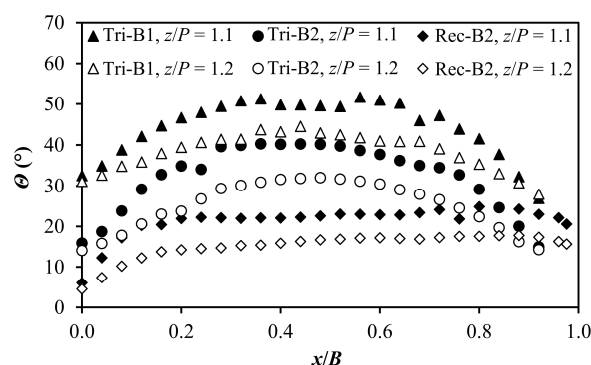 Θ (°)
70
60
50
40
30
20
10
0
▲ Tri-B1, z/P = 1.1 ● Tri-B2, z/P = 1.1 ◆ Rec-B2, z/P = 1.1
△ Tri-B1, z/P = 1.2 ○ Tri-B2, z/P = 1.2 ◇ Rec-B2, z/P = 1.2
0.0 0.2 0.4 0.6 0.8 1.0
x/B